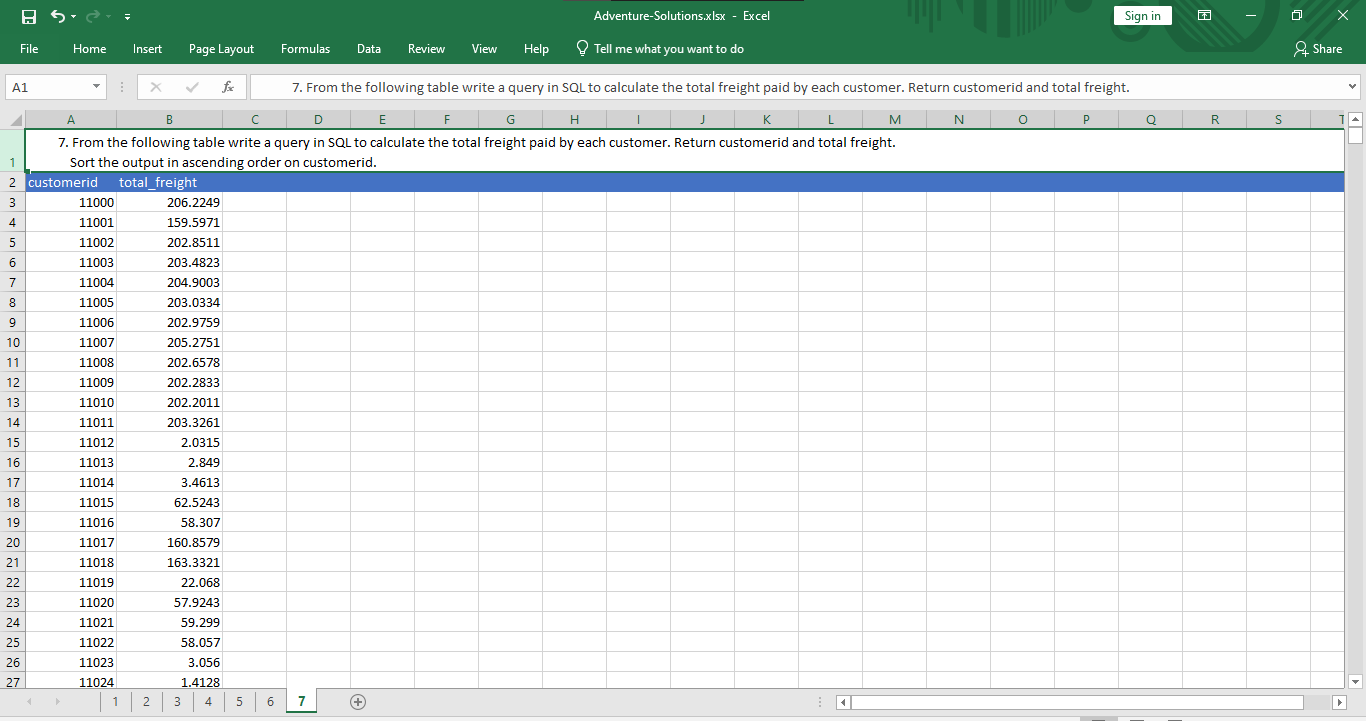 Adventure-Solutions.xlsx - Excel
Sign in
File Home Insert Page Layout Formulas Data Review View Help Tell me what you want to do Share
A1 fx 7. From the following table write a query in SQL to calculate the total freight paid by each customer. Return customerid and total freight.
A B C D E F G H I J K L M N O P Q R S T
1 7. From the following table write a query in SQL to calculate the total freight paid by each customer. Return customerid and total freight.
Sort the output in ascending order on customerid.
2 customerid total_freight
3 11000 206.2249
4 11001 159.5971
5 11002 202.8511
6 11003 203.4823
7 11004 204.9003
8 11005 203.0334
9 11006 202.9759
10 11007 205.2751
11 11008 202.6578
12 11009 202.2833
13 11010 202.2011
14 11011 203.3261
15 11012 2.0315
16 11013 2.849
17 11014 3.4613
18 11015 62.5243
19 11016 58.307
20 11017 160.8579
21 11018 163.3321
22 11019 22.068
23 11020 57.9243
24 11021 59.299
25 11022 58.057
26 11023 3.056
27 11024 1.4128
1 2 3 4 5 6 7